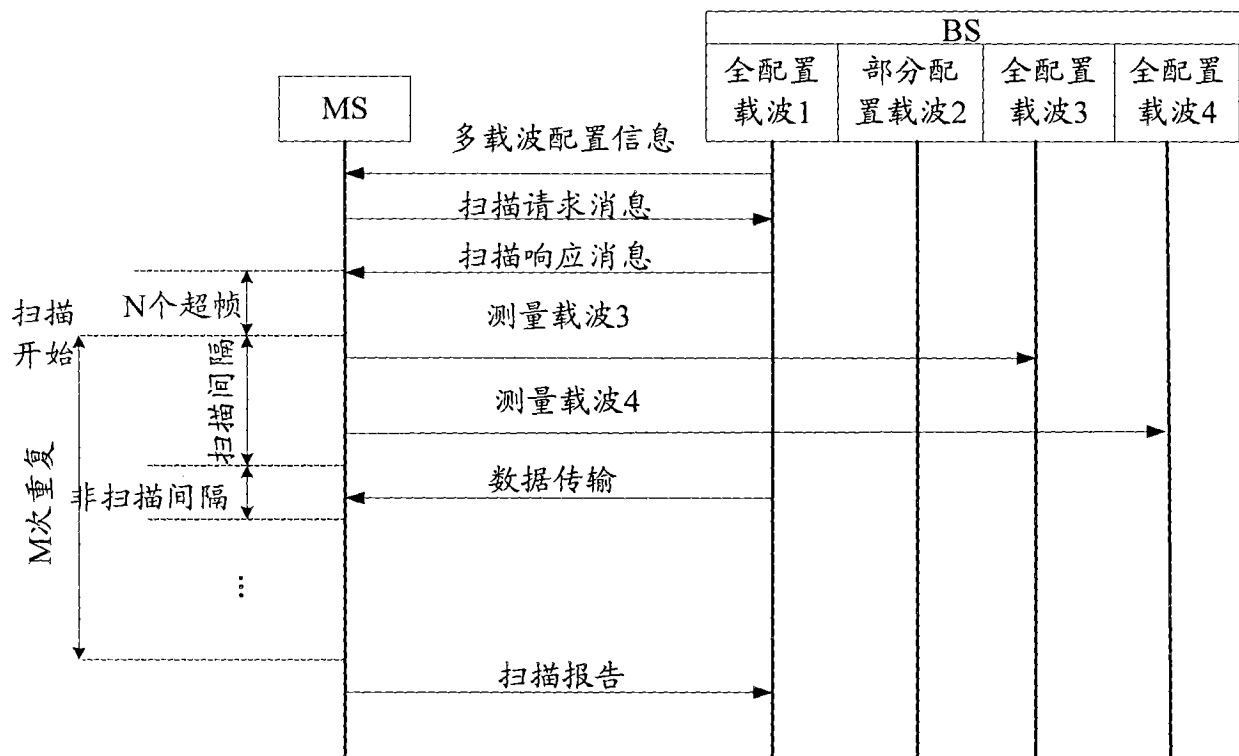 BS
全配置
载波1
部分配
置载波2
全配置
载波3
全配置
载波4
MS
多载波配置信息
扫描请求消息
扫描响应消息
N个超帧
扫描
开始
测量载波3
扫描间隔
测量载波4
数据传输
非扫描间隔
M次重复
...
扫描报告